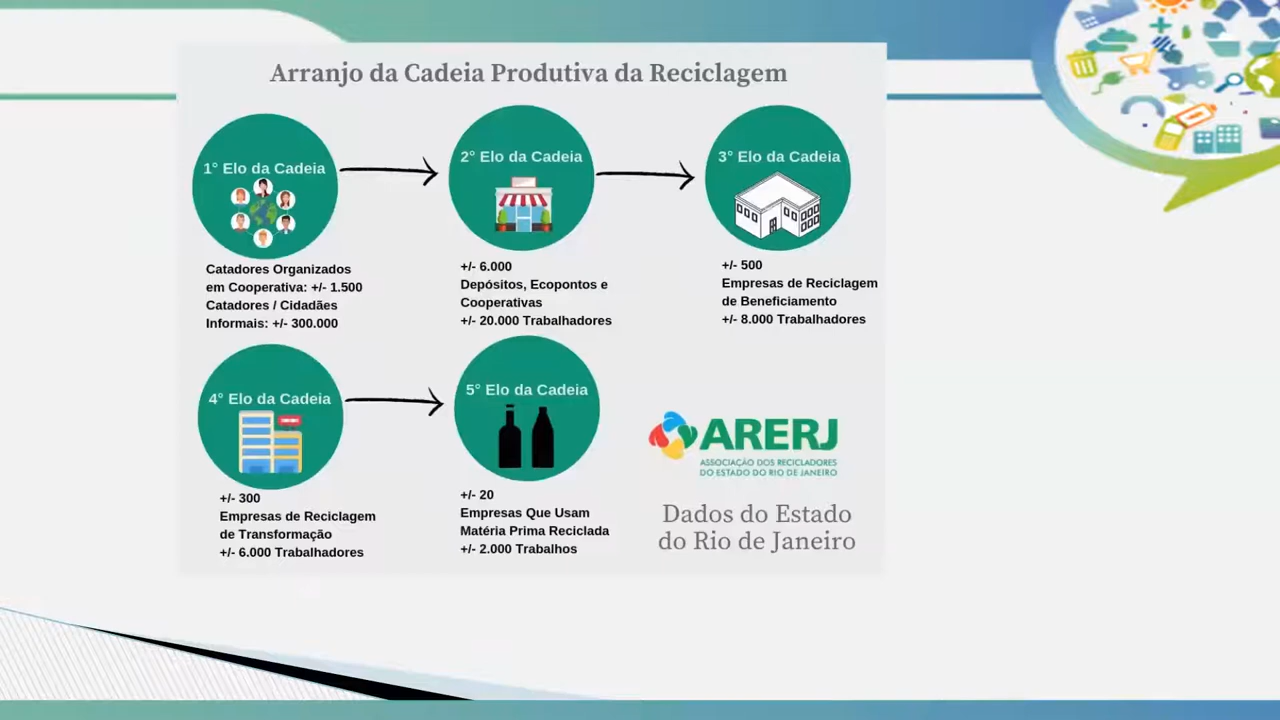 Arranjo da Cadeia Produtiva da Reciclagem
1° Elo da Cadeia
Catadores Organizados
em Cooperativa: +/- 1.500
Catadores / Cidadães
Informais: +/- 300.000
2° Elo da Cadeia
+/- 6.000
Depósitos, Ecopontos e
Cooperativas
+/- 20.000 Trabalhadores
3° Elo da Cadeia
+/- 500
Empresas de Reciclagem
de Beneficiamento
+/- 8.000 Trabalhadores
4° Elo da Cadeia
+/- 300
Empresas de Reciclagem
de Transformação
+/- 6.000 Trabalhadores
5° Elo da Cadeia
+/- 20
Empresas Que Usam
Matéria Prima Reciclada
+/- 2.000 Trabalhos
ARERJ
ASSOCIAÇÃO DOS RECICLADORES
DO ESTADO DO RIO DE JANEIRO
Dados do Estado
do Rio de Janeiro